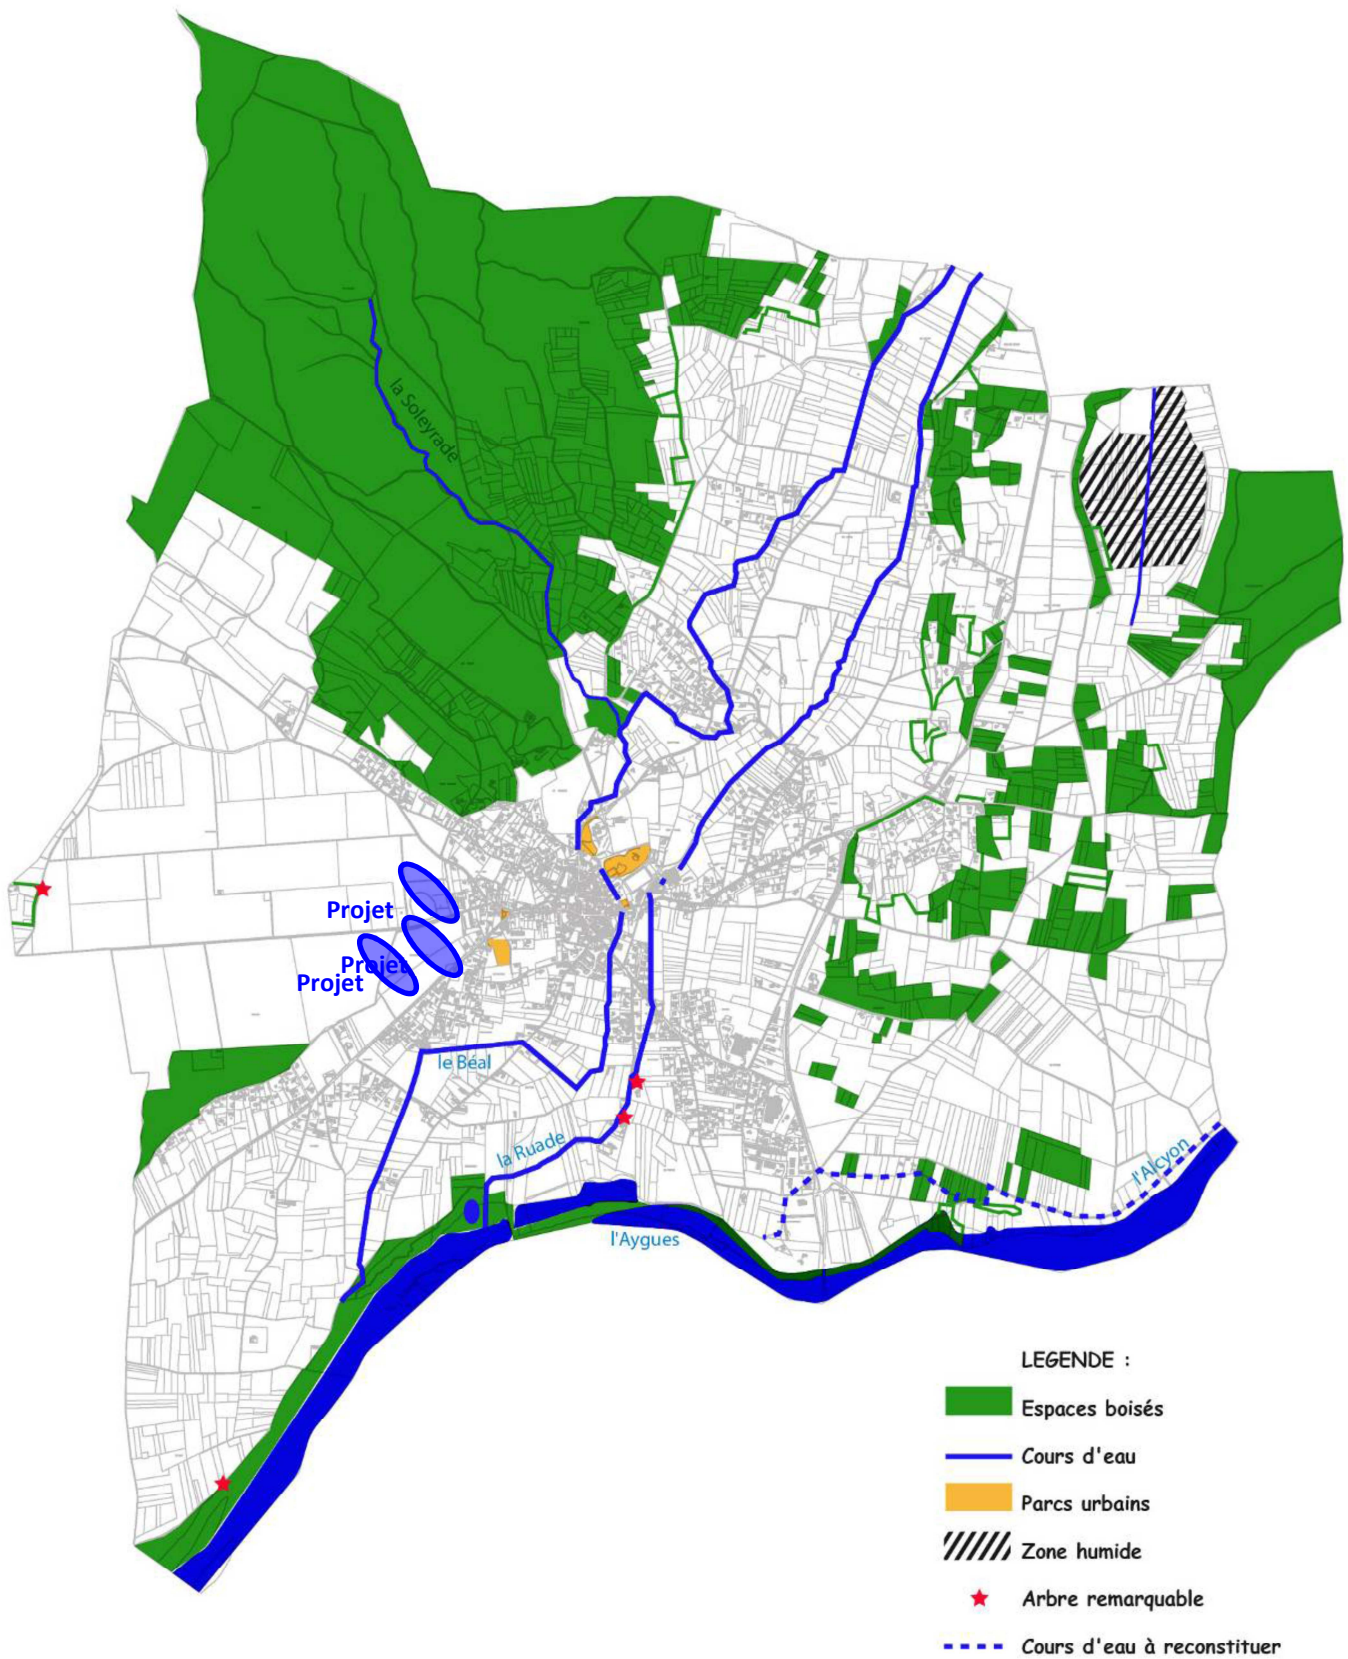 la Soleyrade
Projet
Projet
Projet
le Béal
la Ruade
l'Alcyon
l'Aygues
LEGENDE :
Espaces boisés
Cours d'eau
Parcs urbains
Zone humide
Arbre remarquable
Cours d'eau à reconstituer